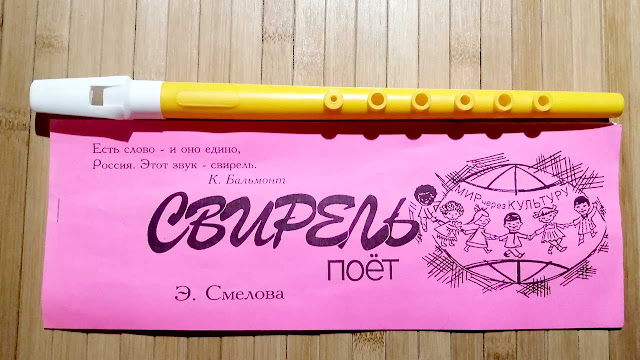 Есть слово - и оно едино,
Россия. Этот звук - свирель.
К. Бальмонт
СВИРЕЛЬ
поёт
Э. Смелова
МИР через КУЛЬТУРУ